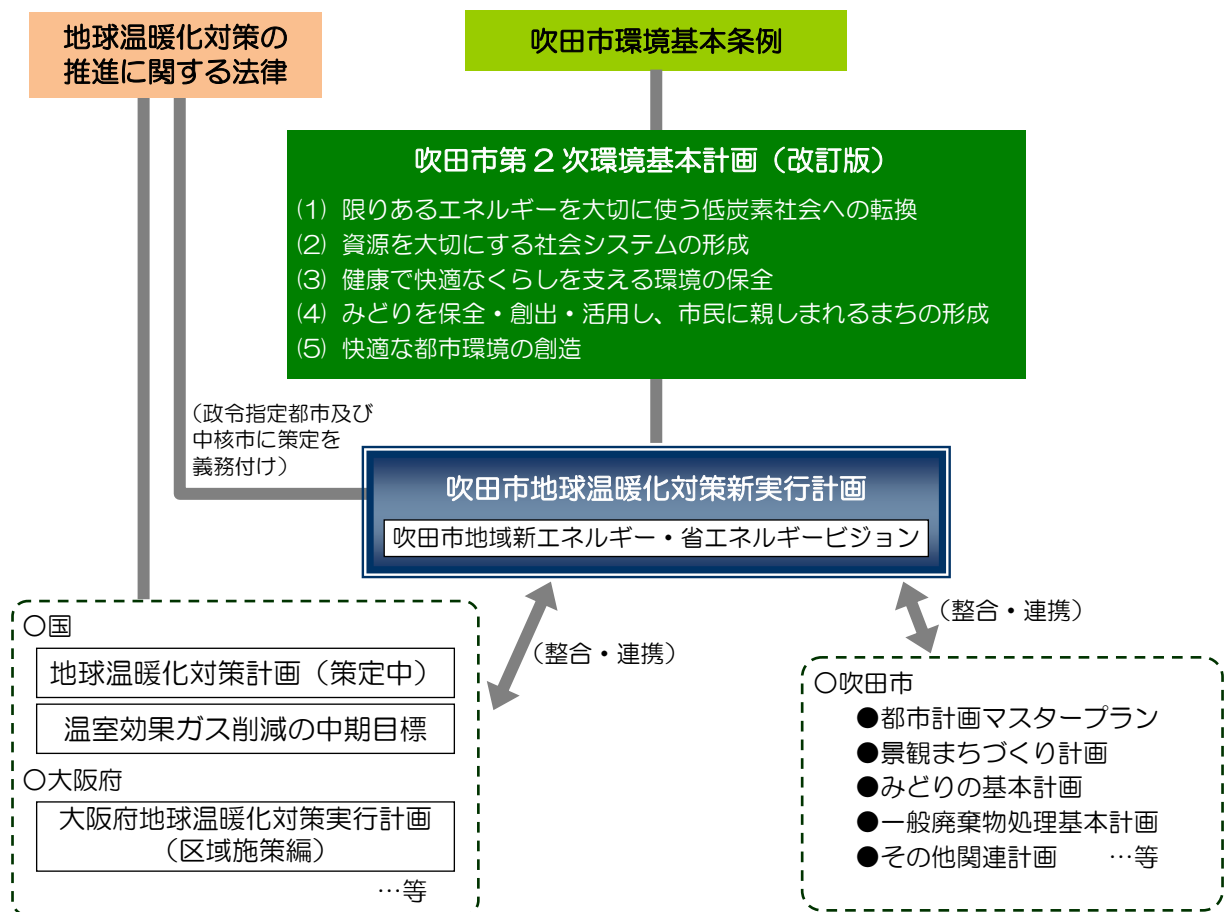 地球温暖化対策の
推進に関する法律
吹田市環境基本条例
吹田市第2次環境基本計画（改訂版）
(1) 限りあるエネルギーを大切に使う低炭素社会への転換
(2) 資源を大切にする社会システムの形成
(3) 健康で快適なくらしを支える環境の保全
(4) みどりを保全・創出・活用し、市民に親しまれるまちの形成
(5) 快適な都市環境の創造
（政令指定都市及び
中核市に策定を
義務付け）
吹田市地球温暖化対策新実行計画
吹田市地域新エネルギー・省エネルギービジョン
（整合・連携）
（整合・連携）
○国
地球温暖化対策計画（策定中）
温室効果ガス削減の中期目標
○大阪府
大阪府地球温暖化対策実行計画
（区域施策編）
…等
○吹田市
●都市計画マスタープラン
●景観まちづくり計画
●みどりの基本計画
●一般廃棄物処理基本計画
●その他関連計画　…等